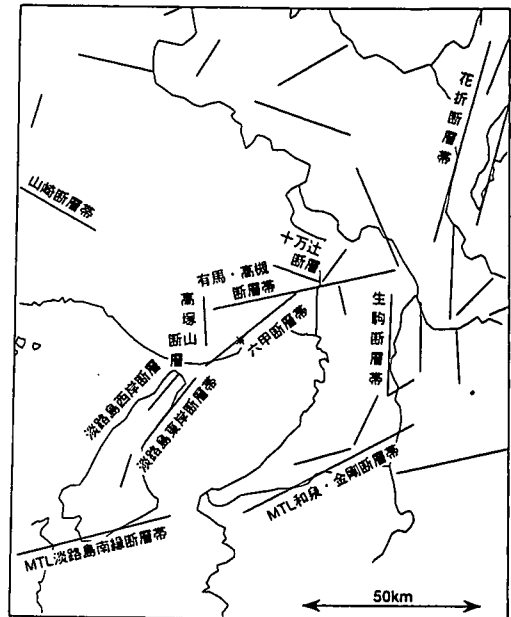 花折断層帯
山崎断層帯
十万辻
断層
有馬・高槻
断層帯
高塚山断層
六甲断層帯
生駒断層帯
淡路島西岸断層
淡路島東岸断層帯
MTL和泉・金剛断層帯
MTL淡路島南縁断層帯
50km